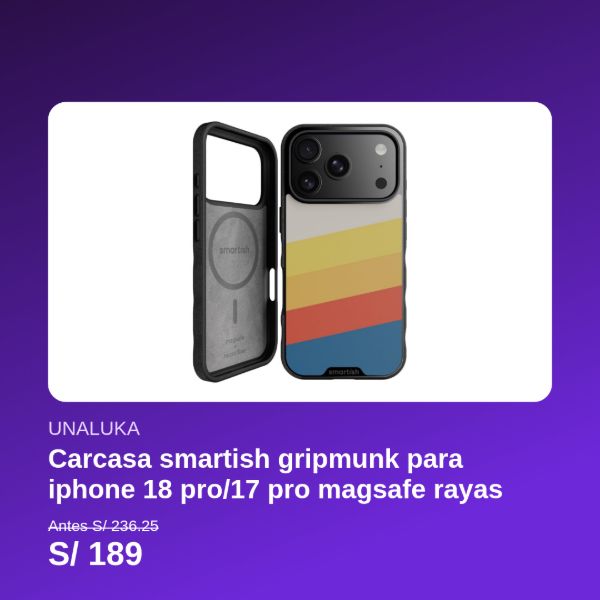 smartish
smartish
UNALUKA
Carcasa smartish gripmunk para
iphone 18 pro/17 pro magsafe rayas
Antes S/ 236.25
S/ 189